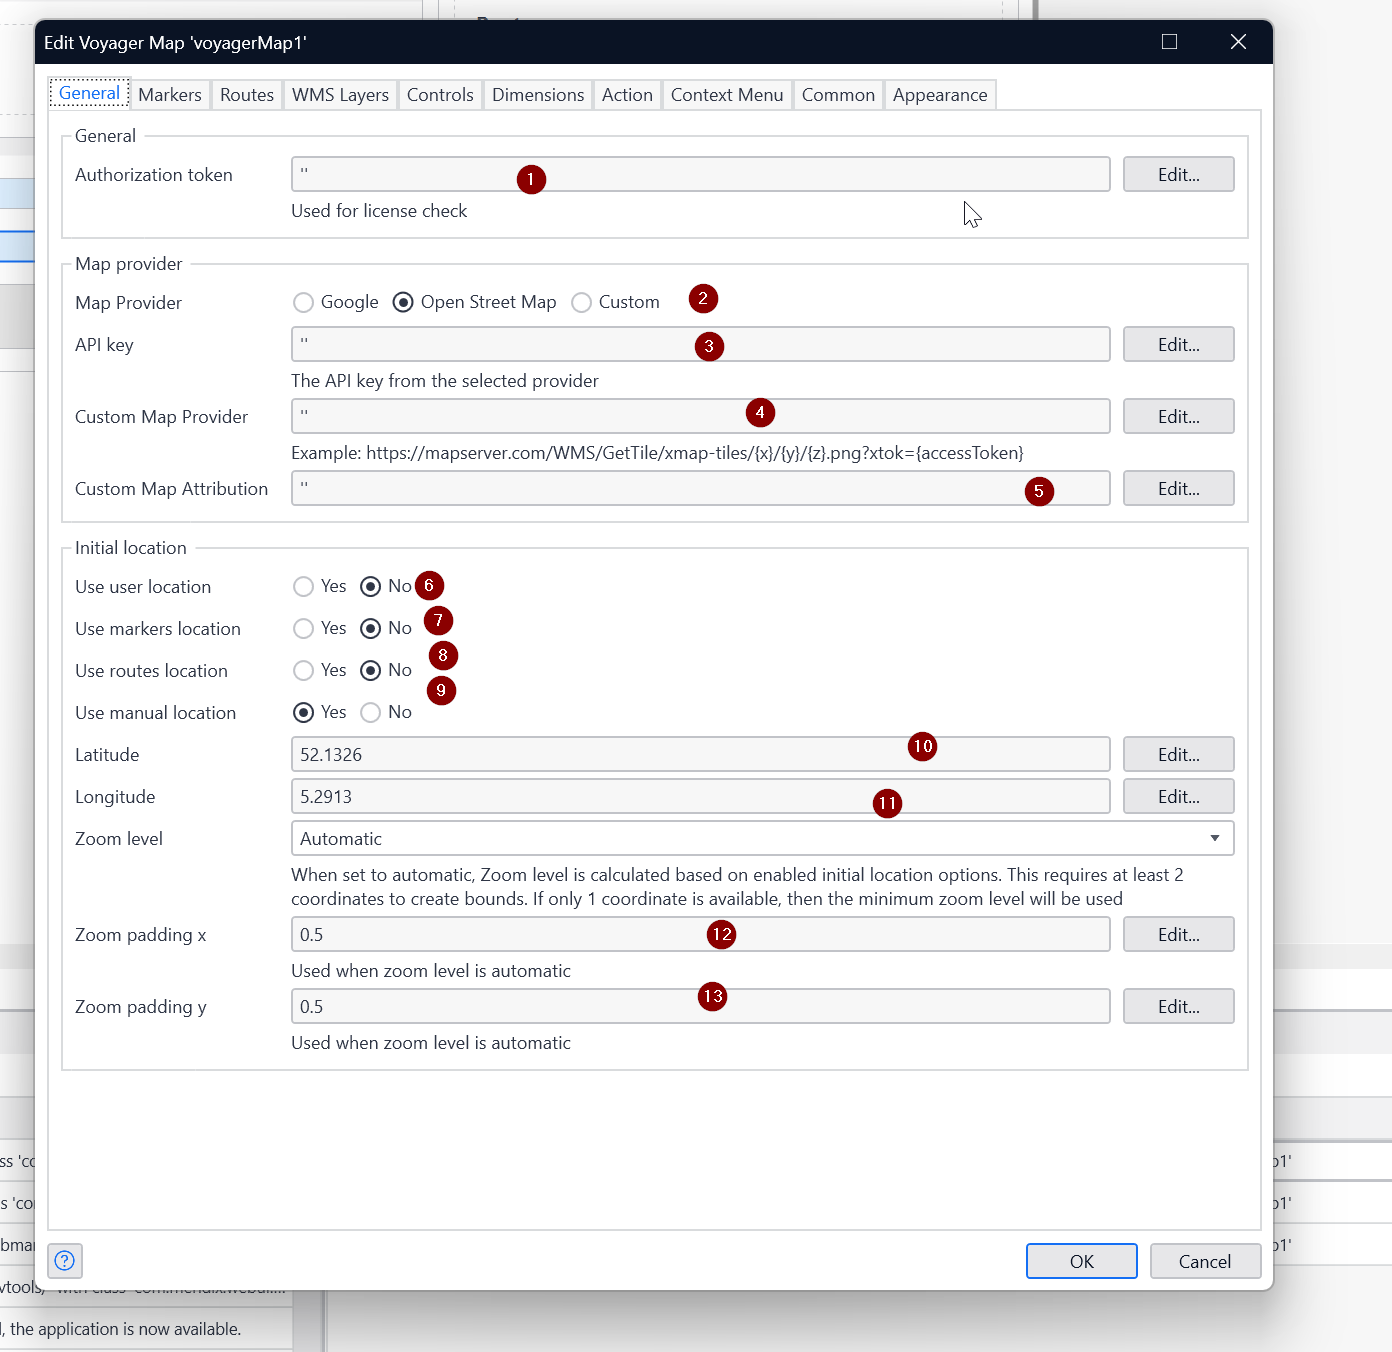 Edit Voyager Map 'voyagerMap1'
General Markers Routes WMS Layers Controls Dimensions Action Context Menu Common Appearance
General
Authorization token '' 1 Edit...
Used for license check
Map provider
Map Provider Google Open Street Map Custom 2
API key '' 3 Edit...
The API key from the selected provider
Custom Map Provider '' 4 Edit...
Example: https://mapserver.com/WMS/GetTile/xmap-tiles/{x}/{y}/{z}.png?xtok={accessToken}
Custom Map Attribution '' 5 Edit...
Initial location
Use user location Yes No 6
Use markers location Yes No 7
Use routes location Yes No 8
Use manual location Yes No 9
Latitude 52.1326 10 Edit...
Longitude 5.2913 11 Edit...
Zoom level Automatic
When set to automatic, Zoom level is calculated based on enabled initial location options. This requires at least 2
coordinates to create bounds. If only 1 coordinate is available, then the minimum zoom level will be used
Zoom padding x 0.5 12 Edit...
Used when zoom level is automatic
Zoom padding y 0.5 13 Edit...
Used when zoom level is automatic
ss 'co
s 'co
? OK Cancel
, the application is now available.